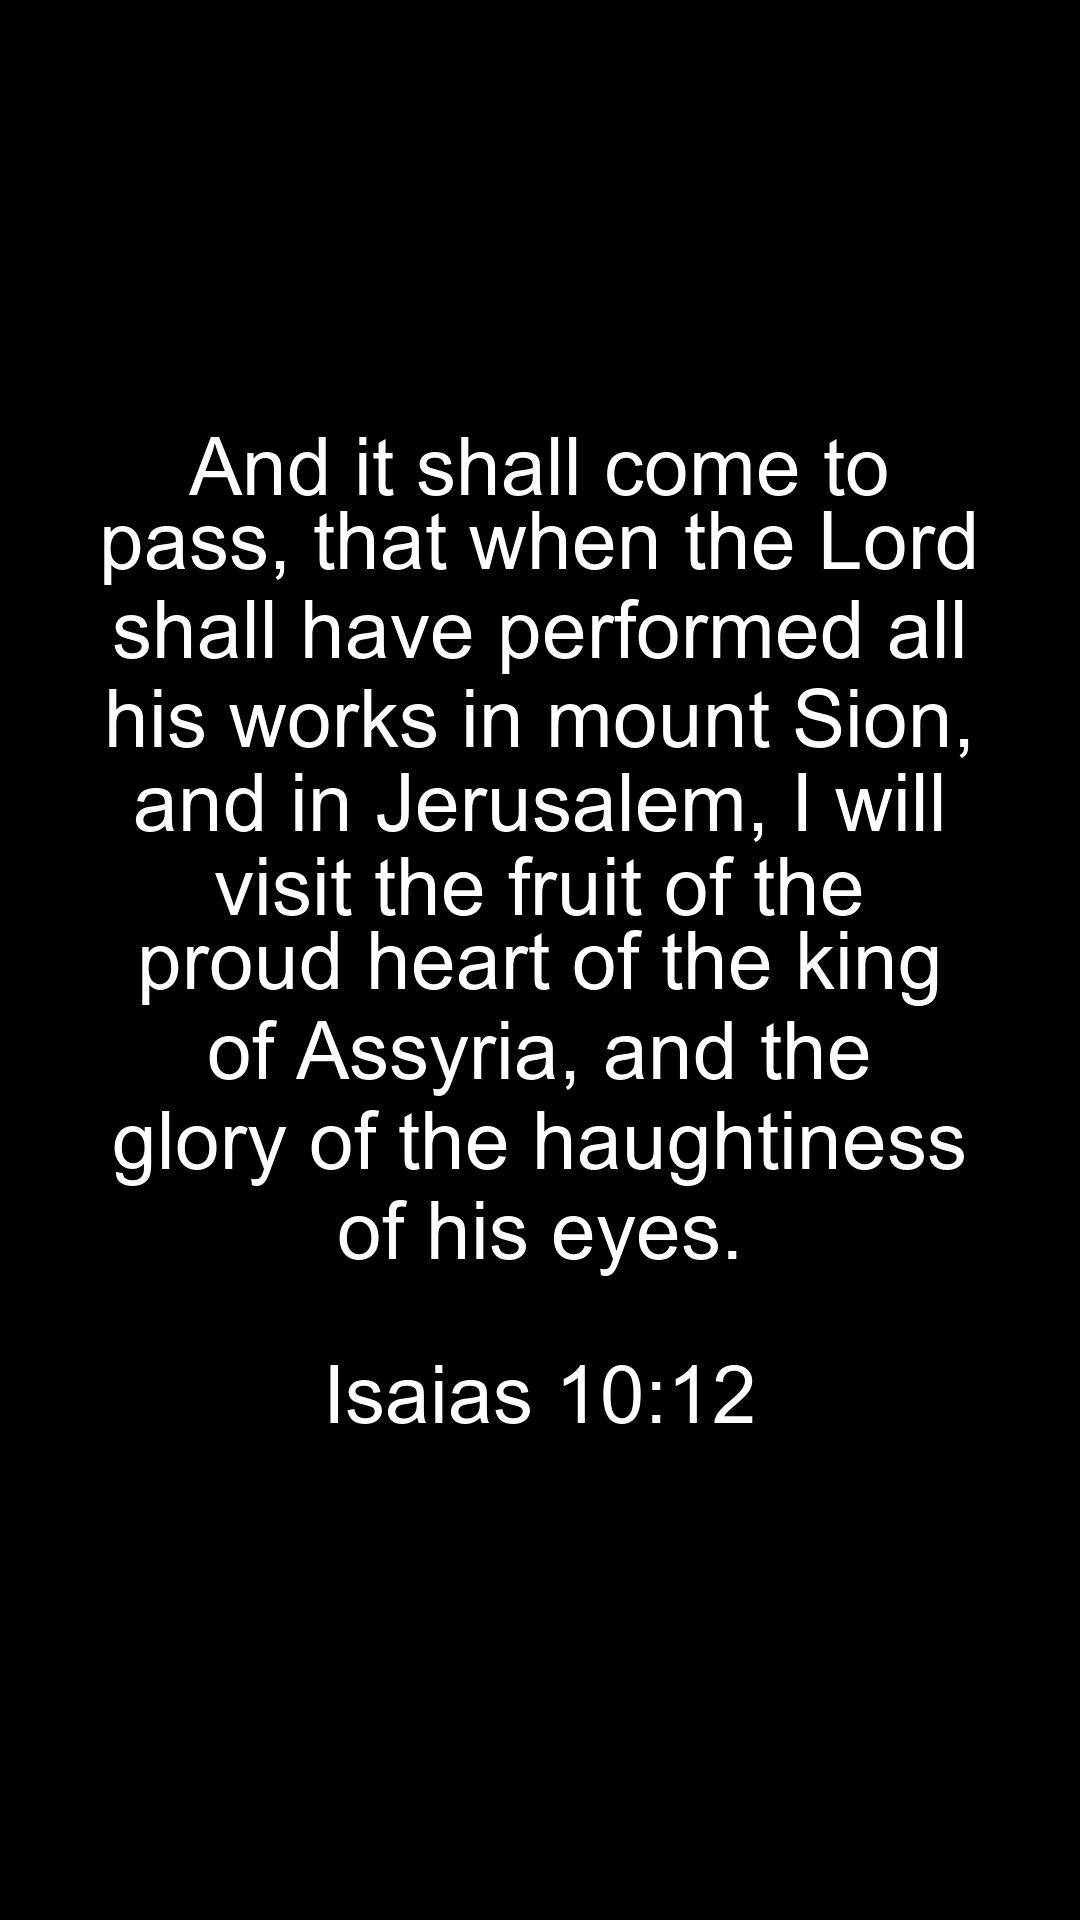 And it shall come to
pass, that when the Lord
shall have performed all
his works in mount Sion,
and in Jerusalem, I will
visit the fruit of the
proud heart of the king
of Assyria, and the
glory of the haughtiness
of his eyes.
Isaias 10:12